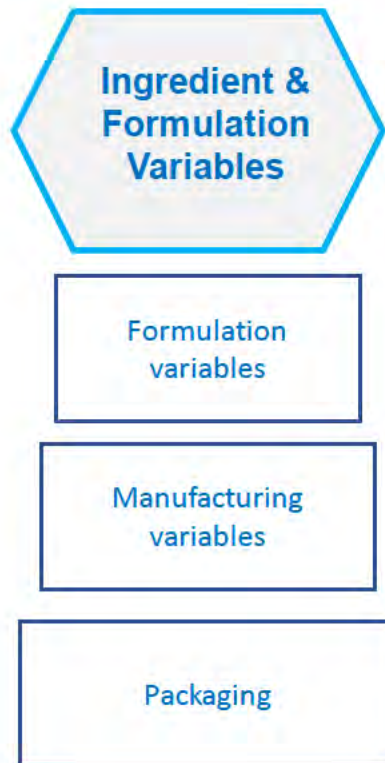 Ingredient &
Formulation
Variables
Formulation
variables
Manufacturing
variables
Packaging